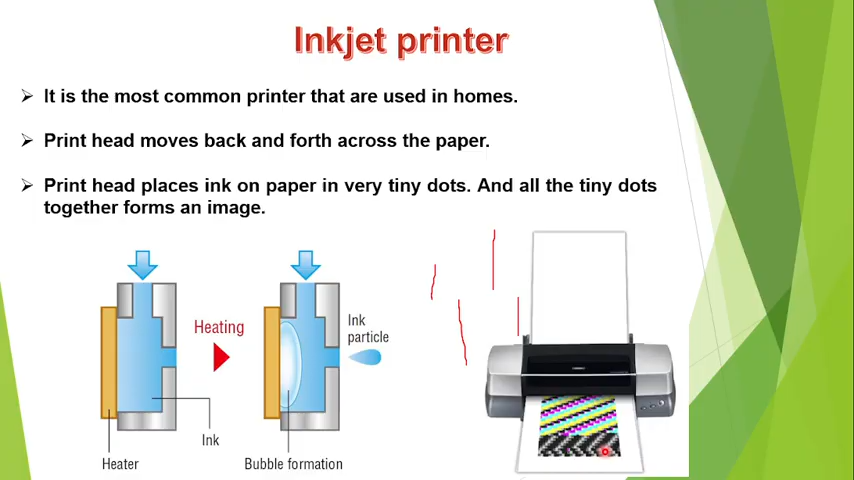 Inkjet printer
➢ It is the most common printer that are used in homes.
➢ Print head moves back and forth across the paper.
➢ Print head places ink on paper in very tiny dots. And all the tiny dots
together forms an image.
Heating
Ink
particle
Ink
Heater
Bubble formation